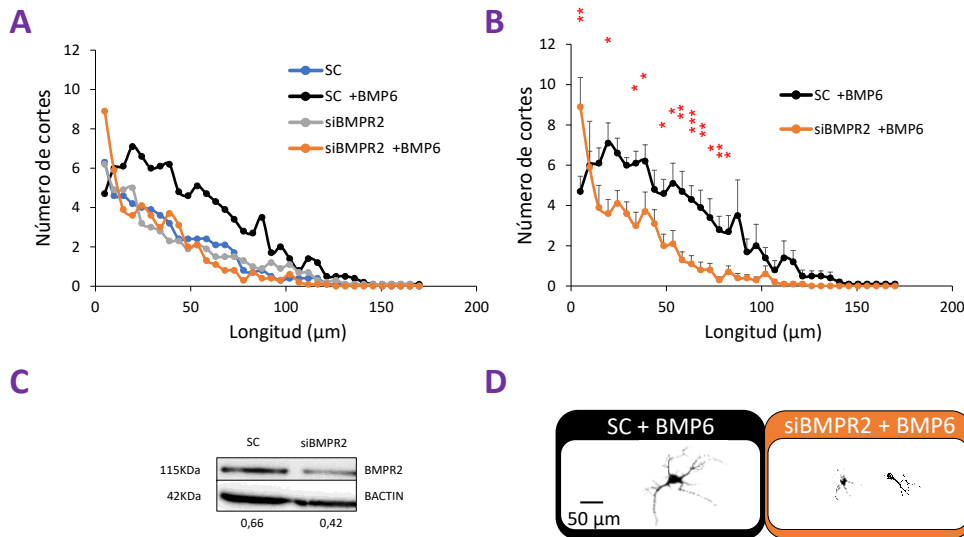 A
Número de cortes
12
10
8
6
4
2
0
0
50
100
150
200
Longitud (µm)
SC
SC +BMP6
siBMPR2
siBMPR2 +BMP6
B
Número de cortes
12
10
8
6
4
2
0
0
50
100
150
200
Longitud (µm)
SC +BMP6
siBMPR2 +BMP6
**
*
*
*
*
*
**
***
**
*
**
*
C
SC siBMPR2
115KDa BMPR2
42KDa BACTIN
0,66 0,42
D
SC + BMP6
siBMPR2 + BMP6
50 µm